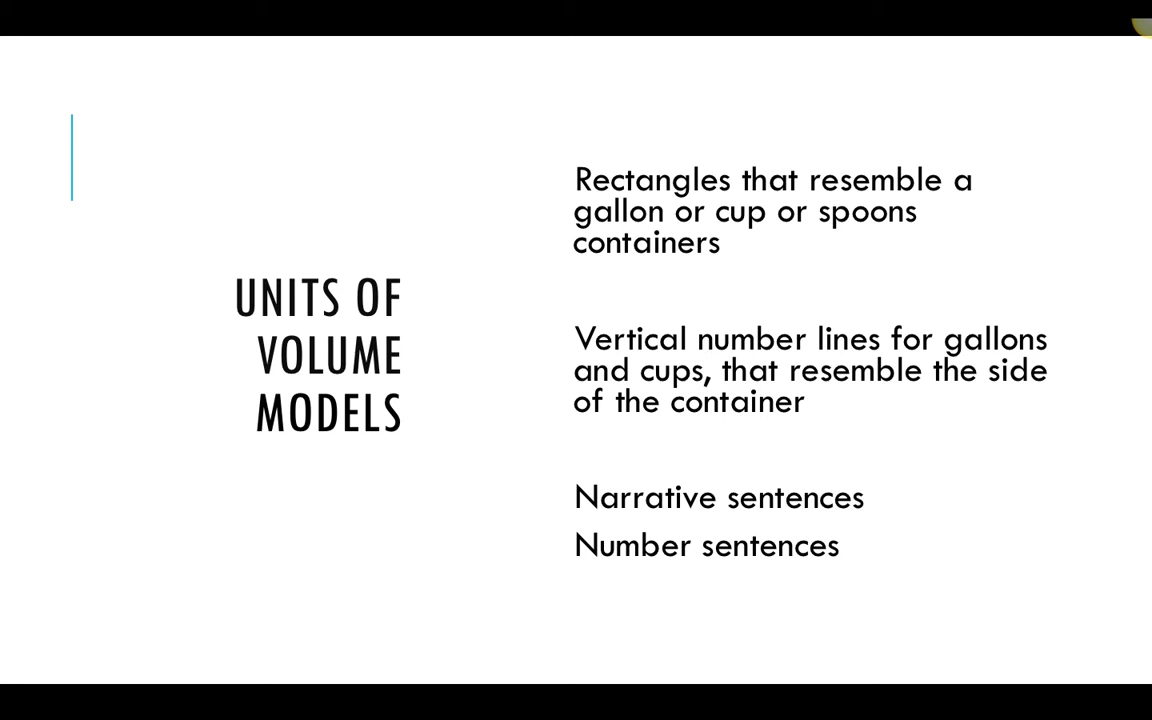 UNITS OF
VOLUME
MODELS
Rectangles that resemble a
gallon or cup or spoons
containers
Vertical number lines for gallons
and cups, that resemble the side
of the container
Narrative sentences
Number sentences